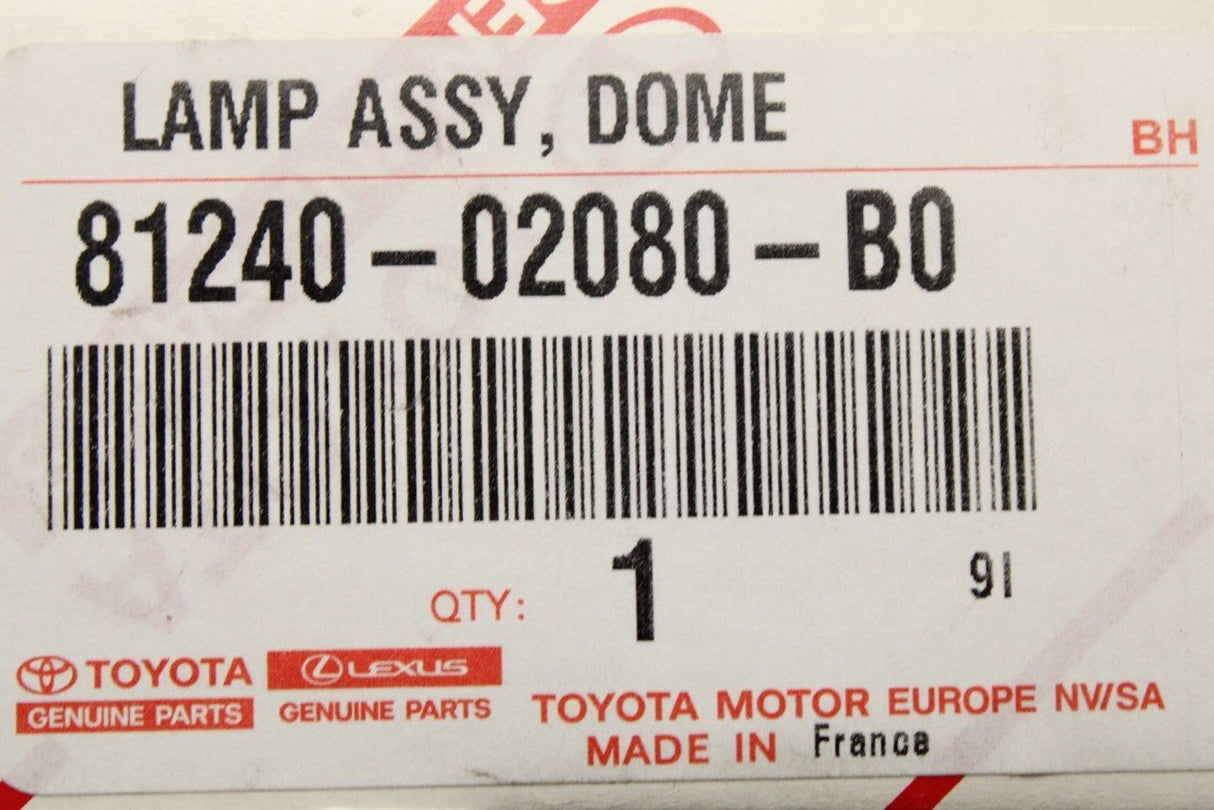 LAMP ASSY, DOME
BH
81240-02080-B0
QTY: 1
9I
TOYOTA
GENUINE PARTS
LEXUS
GENUINE PARTS
TOYOTA MOTOR EUROPE NV/SA
MADE IN France